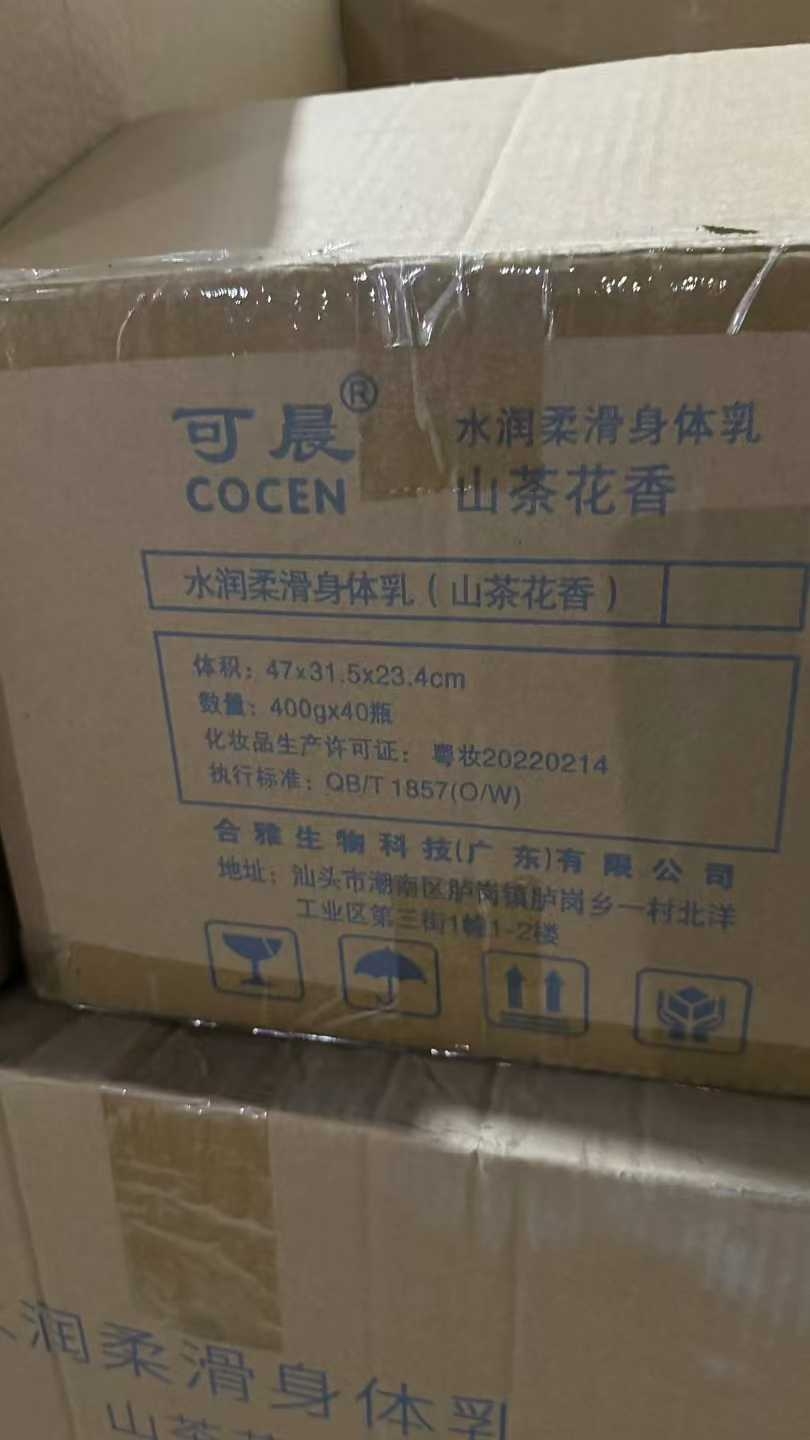 可晨®
COCEN
水润柔滑身体乳
山茶花香
水润柔滑身体乳(山茶花香)
体积:47x31.5x23.4cm
数量:400gx40瓶
化妆品生产许可证: 粤妆20220214
执行标准:QB/T 1857(O/W)
合雅生物科技(广东)有限公司
地址:汕头市潮南区胪岗镇胪岗乡一村北洋
工业区第三街1幢1-2楼
润柔滑身体乳
山茶